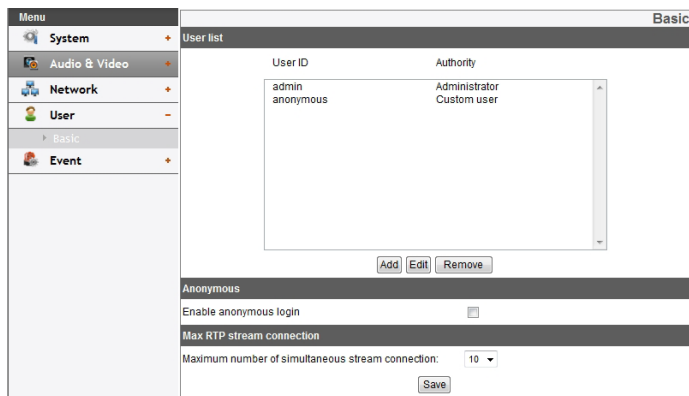 Menu
System +
Audio & Video +
Network +
User -
Basic
Event +
Basic
User list
User ID Authority
admin Administrator
anonymous Custom user
Add Edit Remove
Anonymous
Enable anonymous login
Max RTP stream connection
Maximum number of simultaneous stream connection: 10
Save